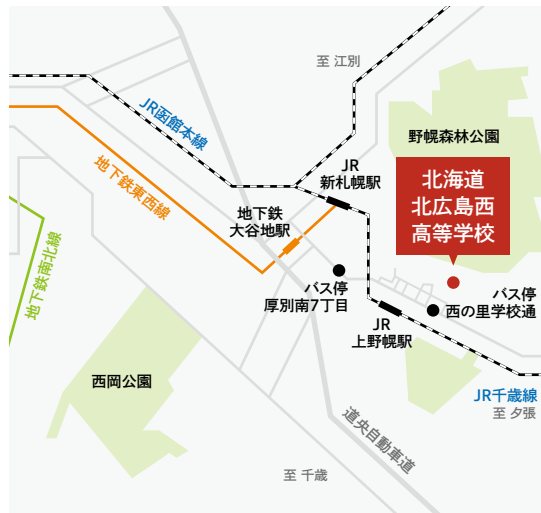 至 江別
JR函館本線
野幌森林公園
JR
新札幌駅
北海道
北広島西
高等学校
地下鉄東西線
地下鉄
大谷地駅
地下鉄南北線
バス停
厚別南7丁目
バス停
西の里学校通
JR
上野幌駅
西岡公園
JR千歳線
至 夕張
道央自動車道
至 千歳